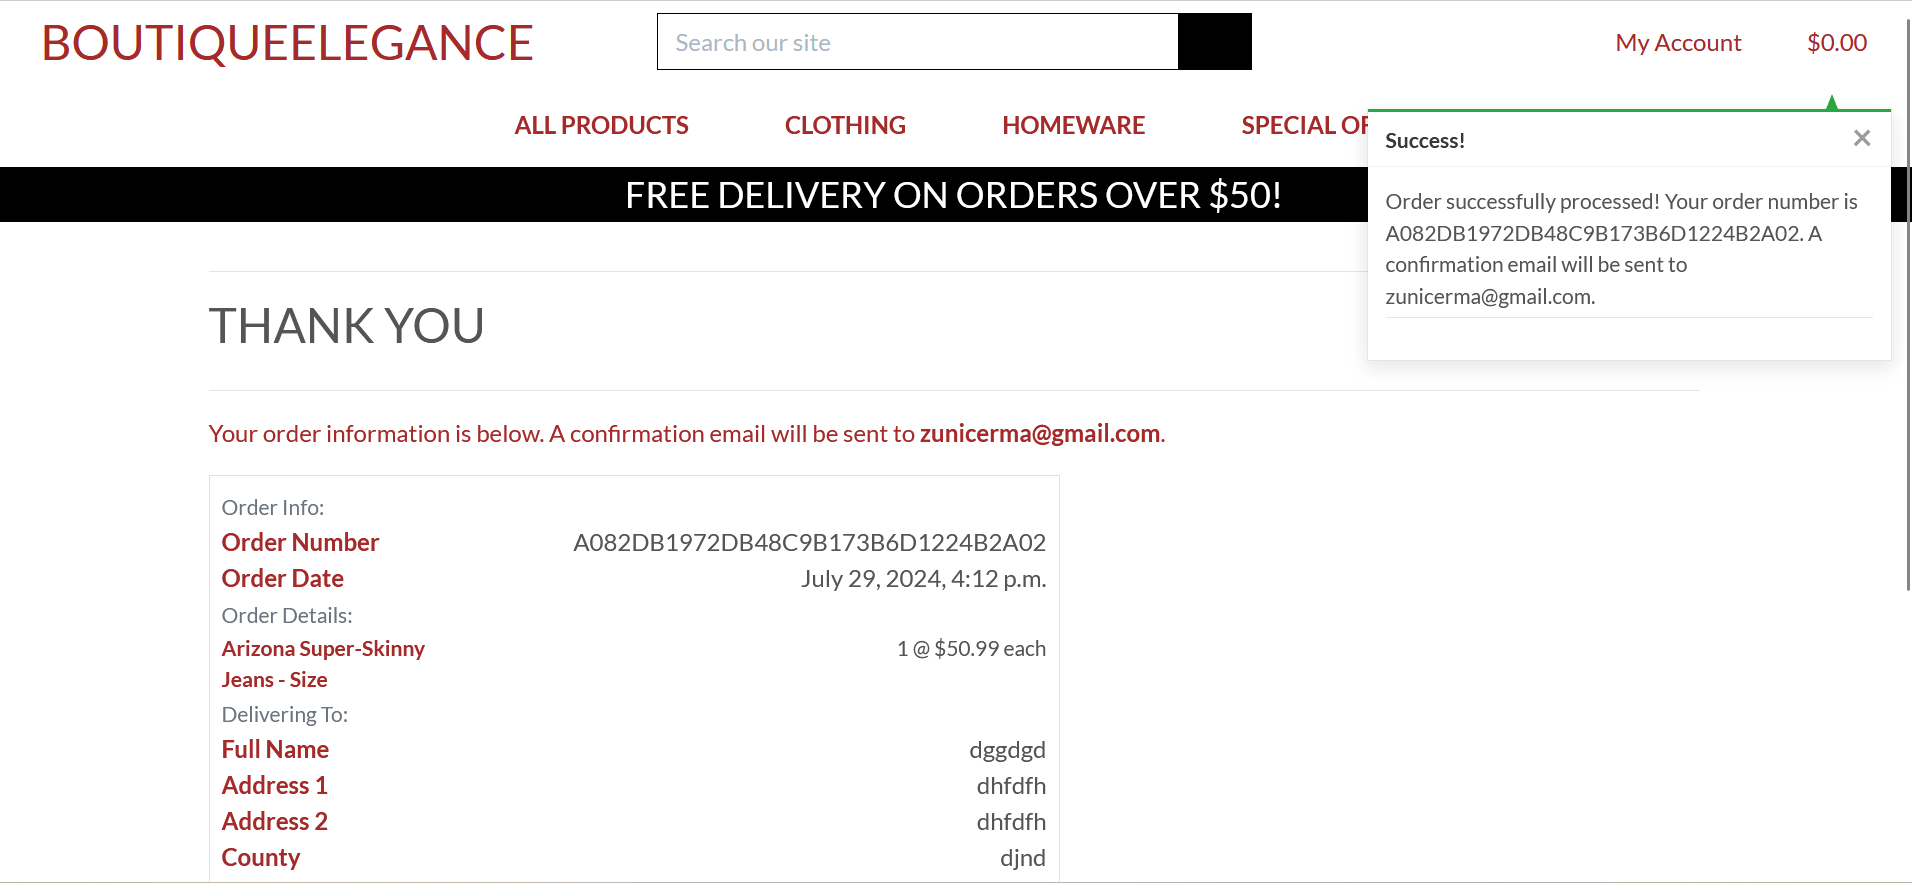 BOUTIQUEELEGANCE
Search our site
My Account
$0.00
ALL PRODUCTS
CLOTHING
HOMEWARE
SPECIAL OF
FREE DELIVERY ON ORDERS OVER $50!
Success!
×
Order successfully processed! Your order number is
A082DB1972DB48C9B173B6D1224B2A02. A
confirmation email will be sent to
zunicerma@gmail.com.
THANK YOU
Your order information is below. A confirmation email will be sent to zunicerma@gmail.com.
Order Info:
Order Number A082DB1972DB48C9B173B6D1224B2A02
Order Date July 29, 2024, 4:12 p.m.
Order Details:
Arizona Super-Skinny 1 @ $50.99 each
Jeans - Size
Delivering To:
Full Name dggdgd
Address 1 dhfdfh
Address 2 dhfdfh
County djnd